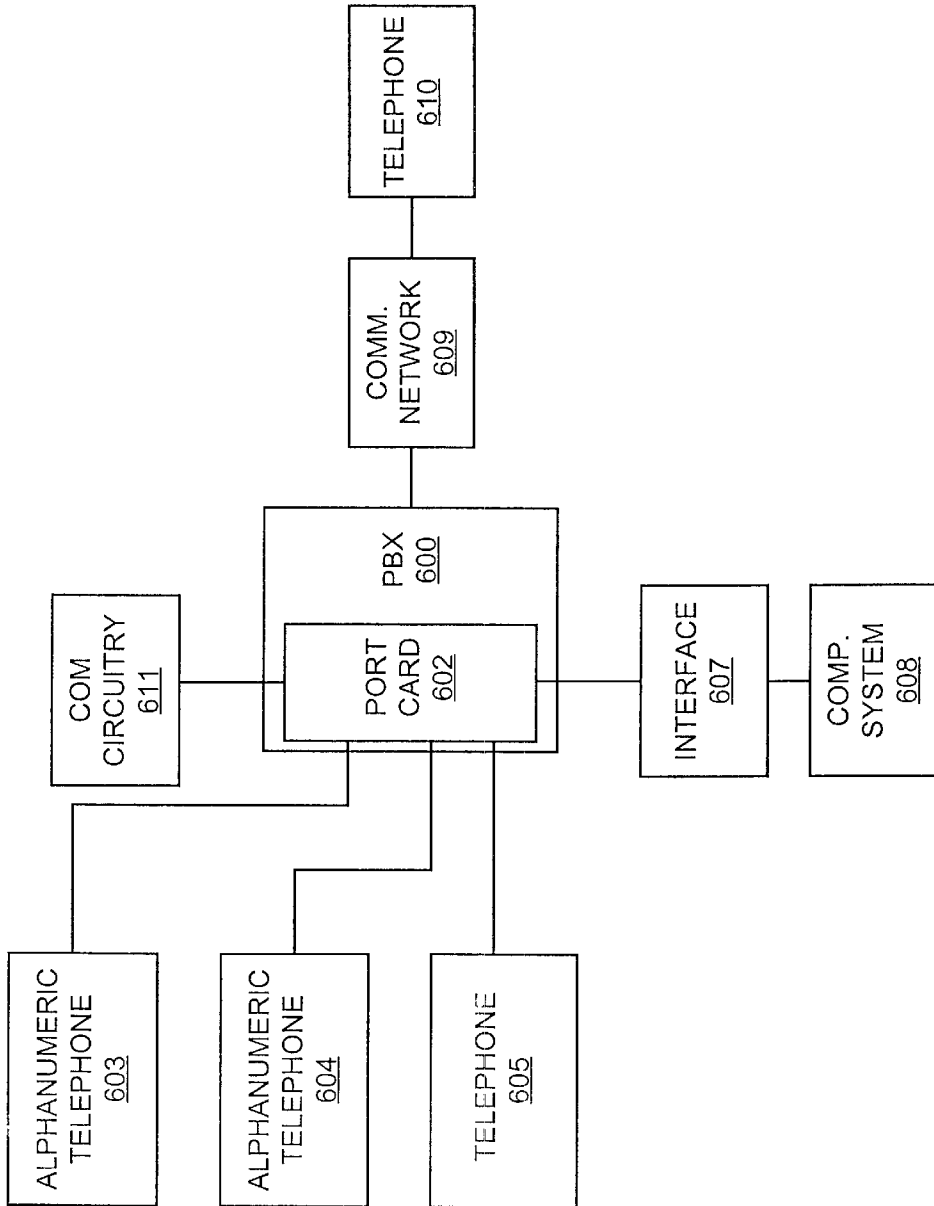 ALPHANUMERIC
TELEPHONE
603
ALPHANUMERIC
TELEPHONE
604
TELEPHONE
605
COM
CIRCUITRY
611
PORT
CARD
602
PBX
600
INTERFACE
607
COMP.
SYSTEM
608
COMM.
NETWORK
609
TELEPHONE
610